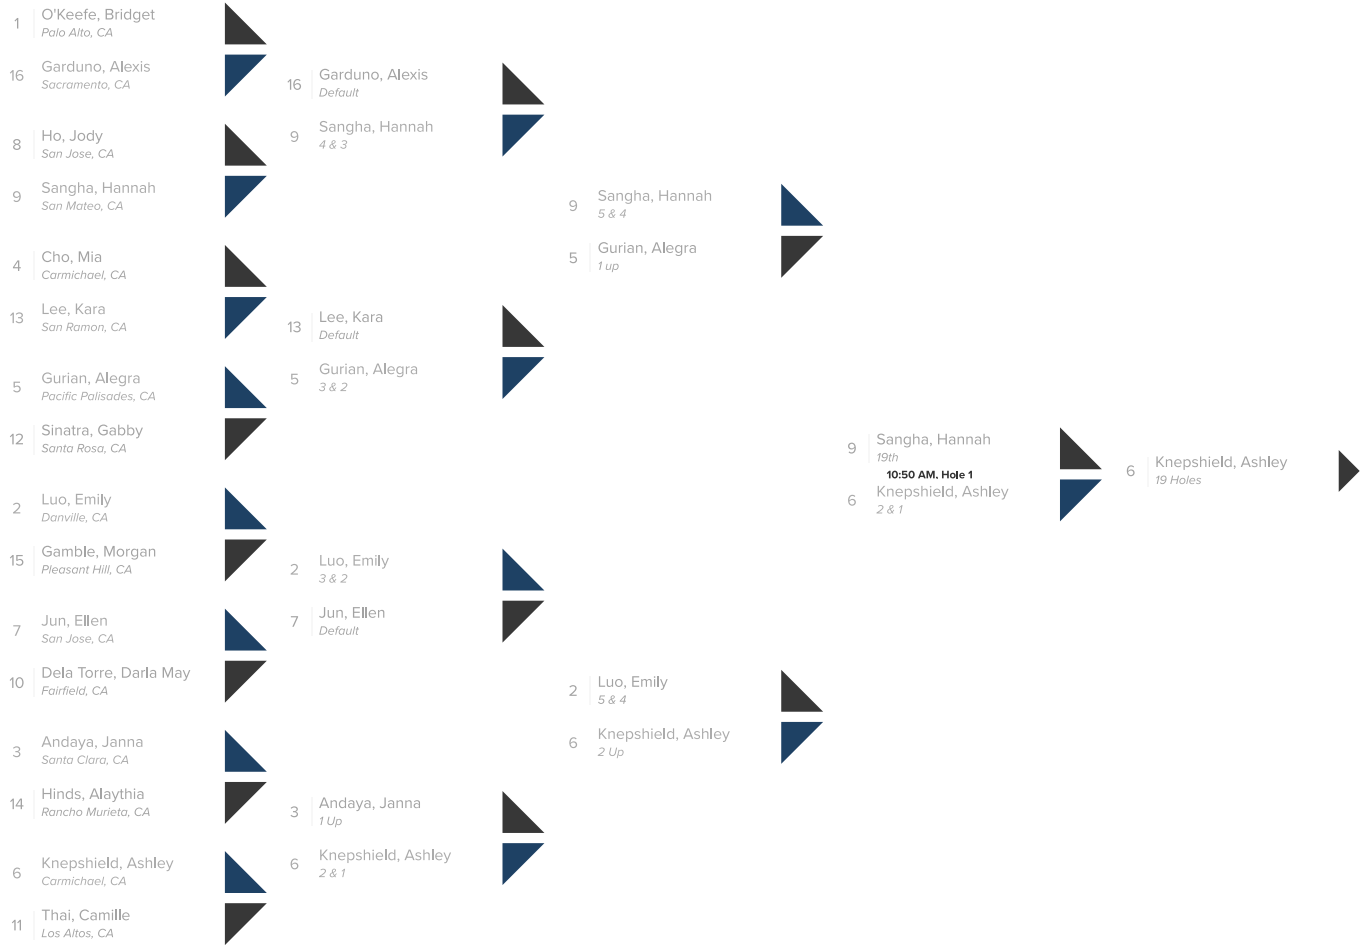 1
O'Keefe, Bridget
Palo Alto, CA
16
Garduno, Alexis
Sacramento, CA
8
Ho, Jody
San Jose, CA
9
Sangha, Hannah
San Mateo, CA
4
Cho, Mia
Carmichael, CA
13
Lee, Kara
San Ramon, CA
5
Gurian, Alegra
Pacific Palisades, CA
12
Sinatra, Gabby
Santa Rosa, CA
2
Luo, Emily
Danville, CA
15
Gamble, Morgan
Pleasant Hill, CA
7
Jun, Ellen
San Jose, CA
10
Dela Torre, Darla May
Fairfield, CA
3
Andaya, Janna
Santa Clara, CA
14
Hinds, Alaythia
Rancho Murieta, CA
6
Knepshield, Ashley
Carmichael, CA
11
Thai, Camille
Los Altos, CA
16
Garduno, Alexis
Default
9
Sangha, Hannah
4 & 3
13
Lee, Kara
Default
5
Gurian, Alegra
3 & 2
2
Luo, Emily
3 & 2
7
Jun, Ellen
Default
3
Andaya, Janna
1 Up
6
Knepshield, Ashley
2 & 1
9
Sangha, Hannah
5 & 4
5
Gurian, Alegra
1 up
2
Luo, Emily
5 & 4
6
Knepshield, Ashley
2 Up
9
Sangha, Hannah
19th
10:50 AM, Hole 1
6
Knepshield, Ashley
2 & 1
6
Knepshield, Ashley
19 Holes